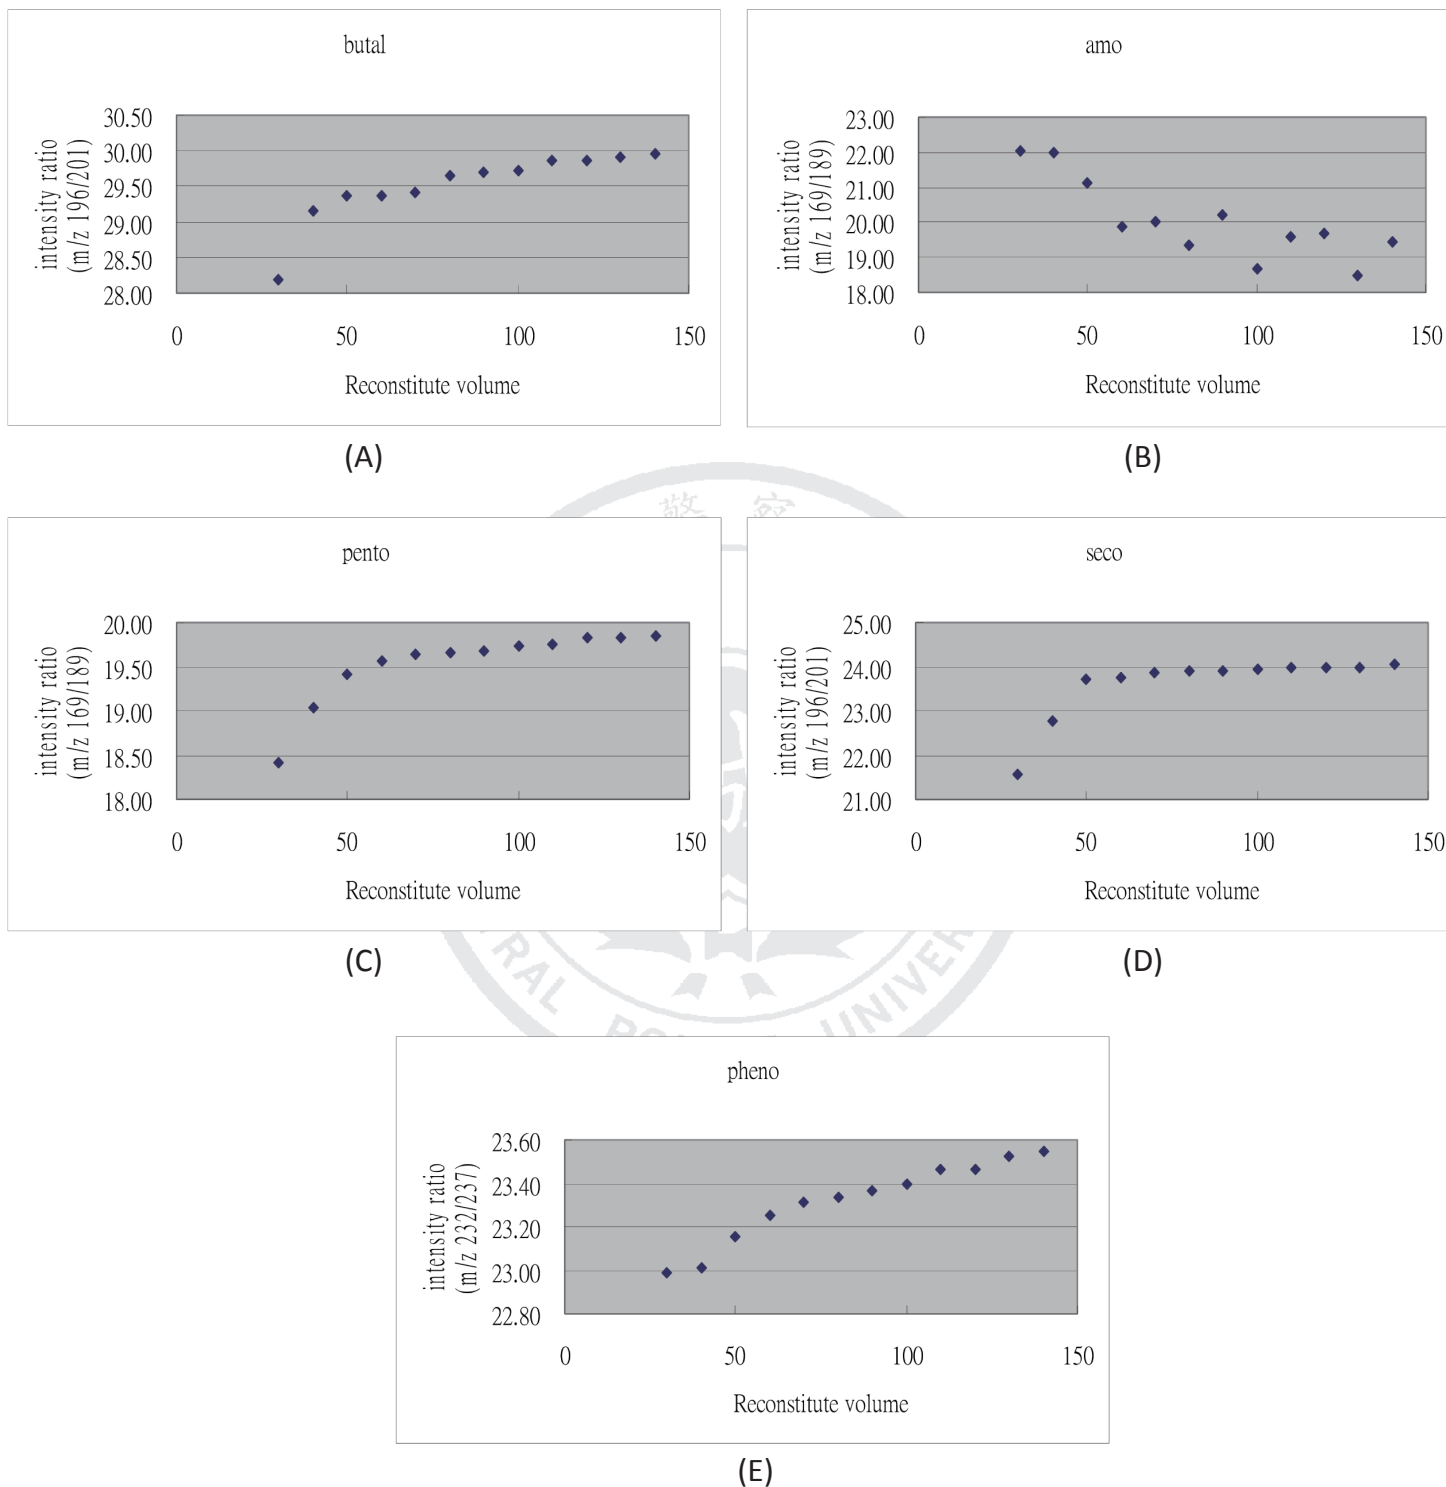 butal
intensity ratio
(m/z 196/201)
30.50
30.00
29.50
29.00
28.50
28.00
0
50
100
150
Reconstitute volume
(A)
amo
intensity ratio
(m/z 169/189)
23.00
22.00
21.00
20.00
19.00
18.00
0
50
100
150
Reconstitute volume
(B)
警 察
pento
intensity ratio
(m/z 169/189)
20.00
19.50
19.00
18.50
18.00
0
50
100
150
Reconstitute volume
(C)
seco
intensity ratio
(m/z 196/201)
25.00
24.00
23.00
22.00
21.00
0
50
100
150
Reconstitute volume
(D)
pheno
intensity ratio
(m/z 232/237)
23.60
23.40
23.20
23.00
22.80
0
50
100
150
Reconstitute volume
(E)